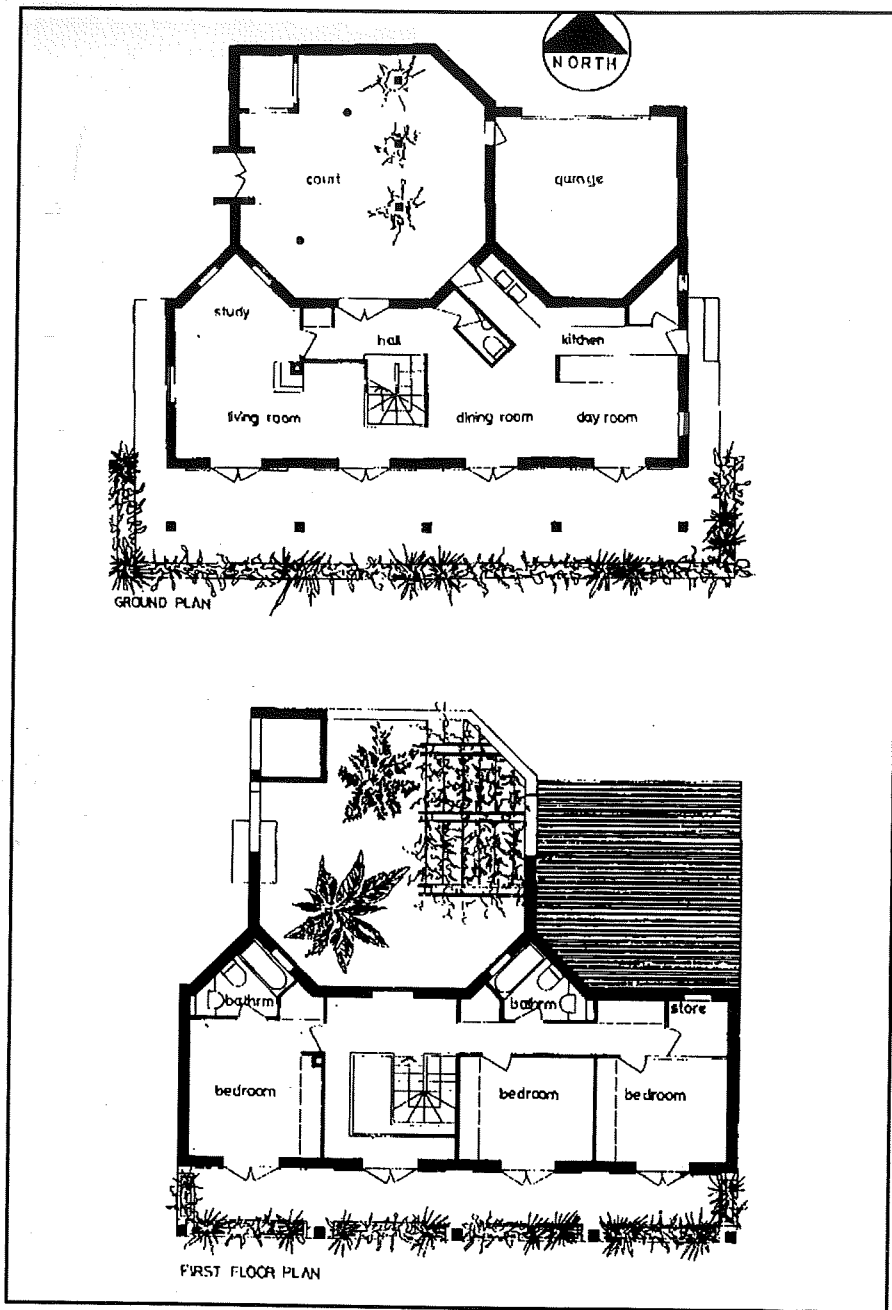 NORTH
court
garage
study
hall
kitchen
living room
dining room
day room
GROUND PLAN
bathrm
bathrm
store
bedroom
bedroom
bedroom
FIRST FLOOR PLAN